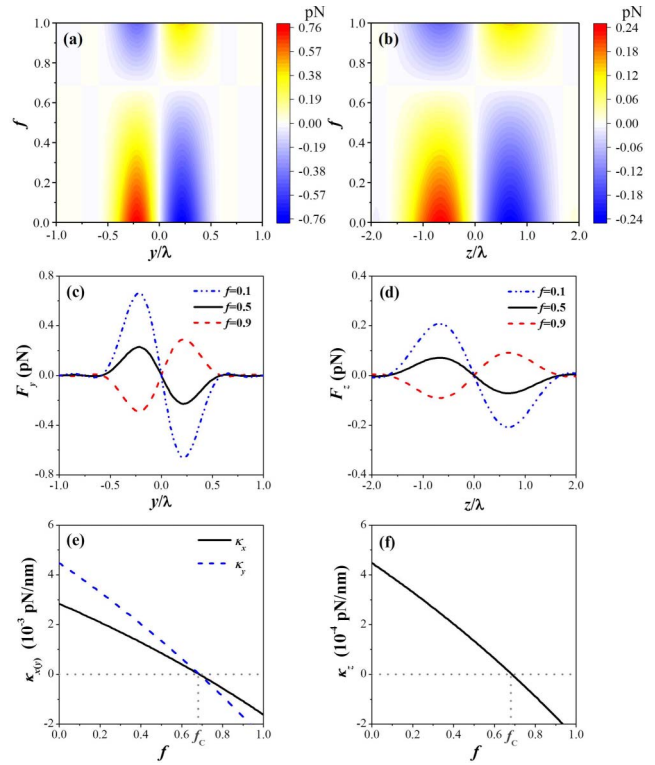 pN
pN
(a)
(b)
1.0
0.8
0.6
0.4
0.2
0.0
f
-1.0 -0.5 0.0 0.5 1.0
y/λ
0.76
0.57
0.38
0.19
0.00
-0.19
-0.38
-0.57
-0.76
1.0
0.8
0.6
0.4
0.2
0.0
f
-2.0 -1.0 0.0 1.0 2.0
z/λ
0.24
0.18
0.12
0.06
0.00
-0.06
-0.12
-0.18
-0.24
(c)
f=0.1
f=0.5
f=0.9
0.8
0.4
0.0
-0.4
-0.8
Fy (pN)
-1.0 -0.5 0.0 0.5 1.0
y/λ
(d)
f=0.1
f=0.5
f=0.9
0.4
0.2
0.0
-0.2
-0.4
Fz (pN)
-2.0 -1.0 0.0 1.0 2.0
z/λ
(e)
κx
κy
6
4
2
0
-2
κx(y) (10-3 pN/nm)
0.0 0.2 0.4 0.6 fC 0.8 1.0
f
(f)
6
4
2
0
-2
κz (10-4 pN/nm)
0.0 0.2 0.4 0.6 fC 0.8 1.0
f